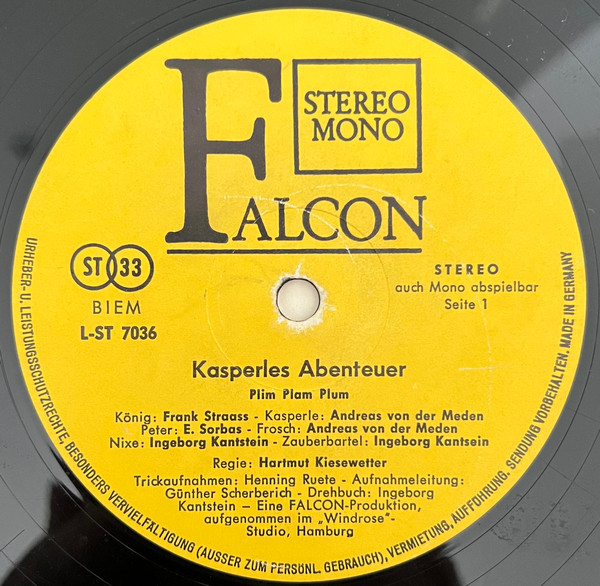 FALCON
STEREO
MONO
ST 33
BIEM
L-ST 7036
STEREO
auch Mono abspielbar
Seite 1
Kasperles Abenteuer
Plim Plam Plum
König: Frank Straass - Kasperle: Andreas von der Meden
Peter: E. Sorbas - Frosch: Andreas von der Meden
Nixe: Ingeborg Kantstein - Zauberbartel: Ingeborg Kantsein
Regie: Hartmut Kiesewetter
Trickaufnahmen: Henning Ruete - Aufnahmeleitung:
Günther Scherberich - Drehbuch: Ingeborg
Kantstein – Eine FALCON-Produktion,
aufgenommen im „Windrose"-
Studio, Hamburg
URHEBER- U. LEISTUNGSSCHUTZRECHTE, BESONDERS VERVIELFÄLTIGUNG (AUSSER ZUM PERSÖNL. GEBRAUCH), VERMIETUNG, AUFFÜHRUNG, SENDUNG VORBEHALTEN. MADE IN GERMANY